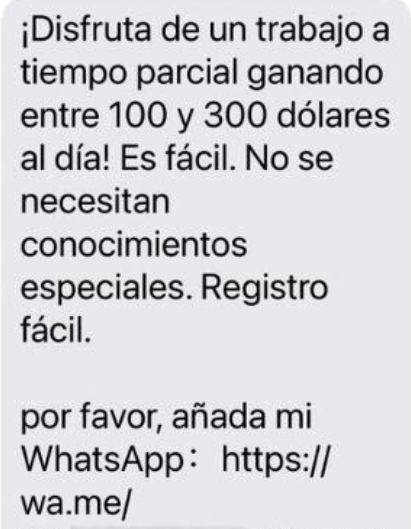 ¡Disfruta de un trabajo a
tiempo parcial ganando
entre 100 y 300 dólares
al día! Es fácil. No se
necesitan
conocimientos
especiales. Registro
fácil.
por favor, añada mi
WhatsApp： https://
wa.me/